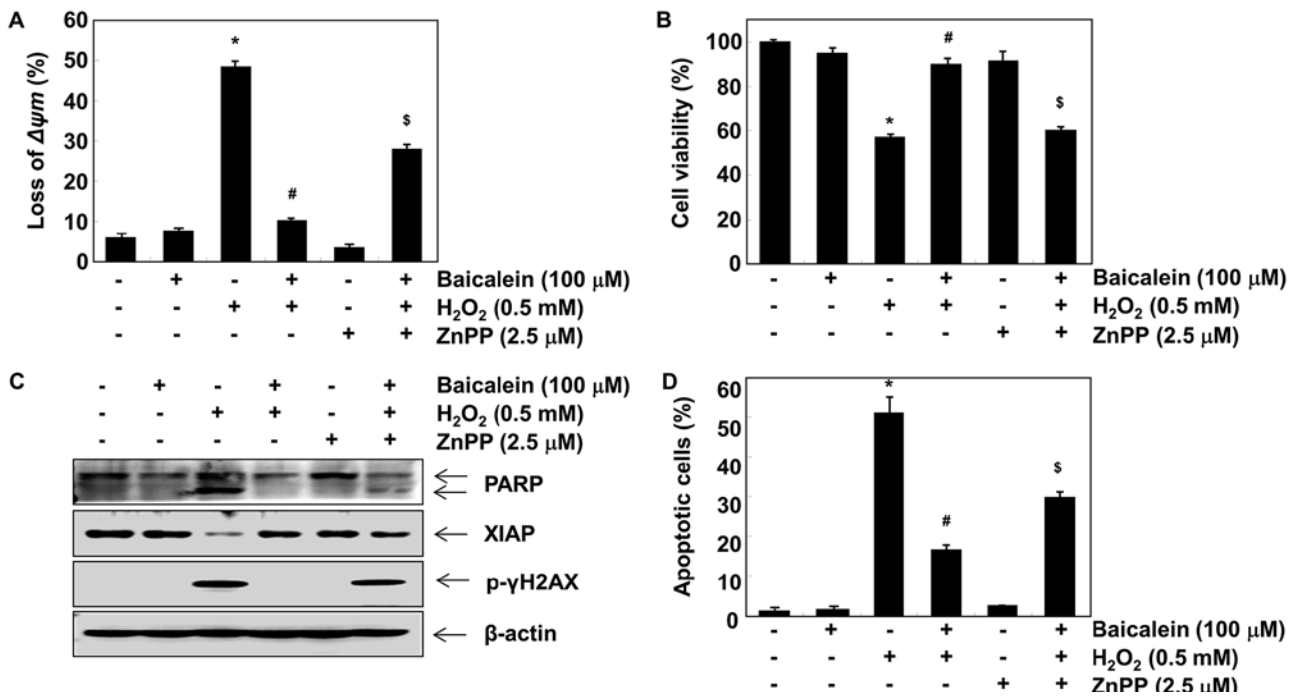 A
Loss of Δψm (%)
60
50
40
30
20
10
0
*
#
$
- + - + - + Baicalein (100 μM)
- - + + - + H₂O₂ (0.5 mM)
- - - - + + ZnPP (2.5 μM)
B
Cell viability (%)
100
80
60
40
20
0
*
#
$
- + - + - + Baicalein (100 μM)
- - + + - + H₂O₂ (0.5 mM)
- - - - + + ZnPP (2.5 μM)
C
- + - + - + Baicalein (100 μM)
- - + + - + H₂O₂ (0.5 mM)
- - - - + + ZnPP (2.5 μM)
PARP
XIAP
p-γH2AX
β-actin
D
Apoptotic cells (%)
60
50
40
30
20
10
0
*
#
$
- + - + - + Baicalein (100 μM)
- - + + - + H₂O₂ (0.5 mM)
- - - - + + ZnPP (2.5 μM)